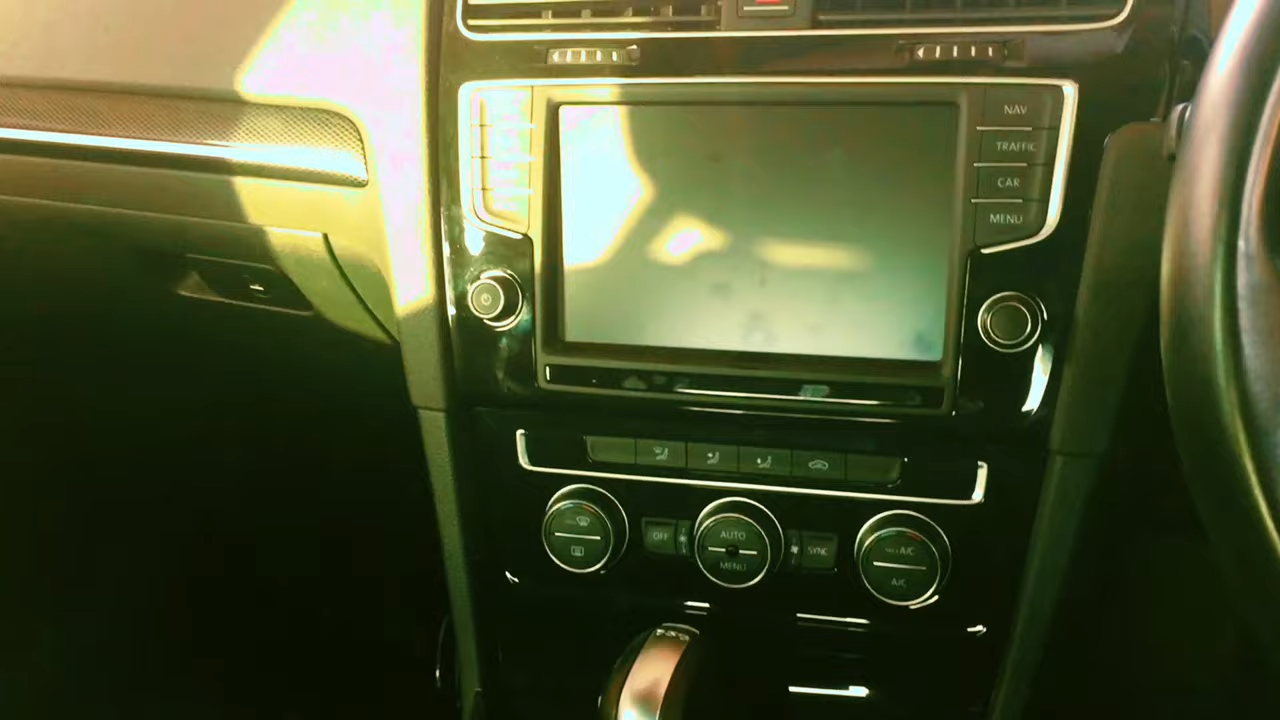 NAV
TRAFFIC
CAR
MENU
OFF
AUTO
MENU
SYNC
A/C
A/C